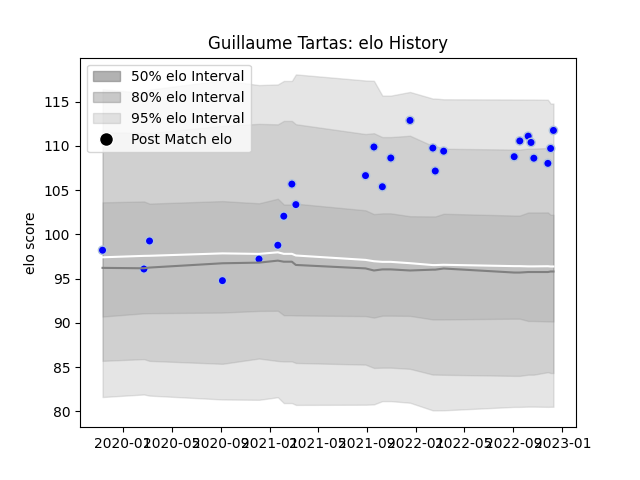 Guillaume Tartas: elo History
50% elo Interval
80% elo Interval
95% elo Interval
Post Match elo
elo score
115
110
105
100
95
90
85
80
2020-01 2020-05 2020-09 2021-01 2021-05 2021-09 2022-01 2022-05 2022-09 2023-01